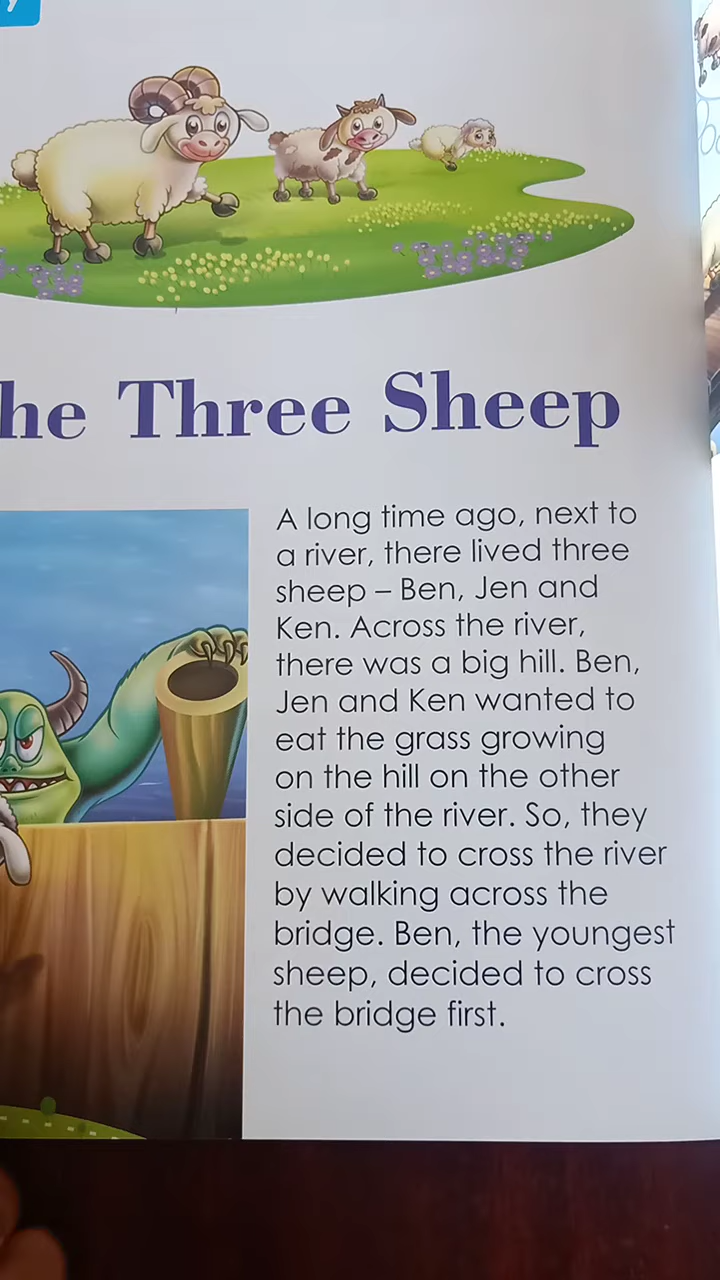 he Three Sheep
A long time ago, next to
a river, there lived three
sheep – Ben, Jen and
Ken. Across the river,
there was a big hill. Ben,
Jen and Ken wanted to
eat the grass growing
on the hill on the other
side of the river. So, they
decided to cross the river
by walking across the
bridge. Ben, the youngest
sheep, decided to cross
the bridge first.